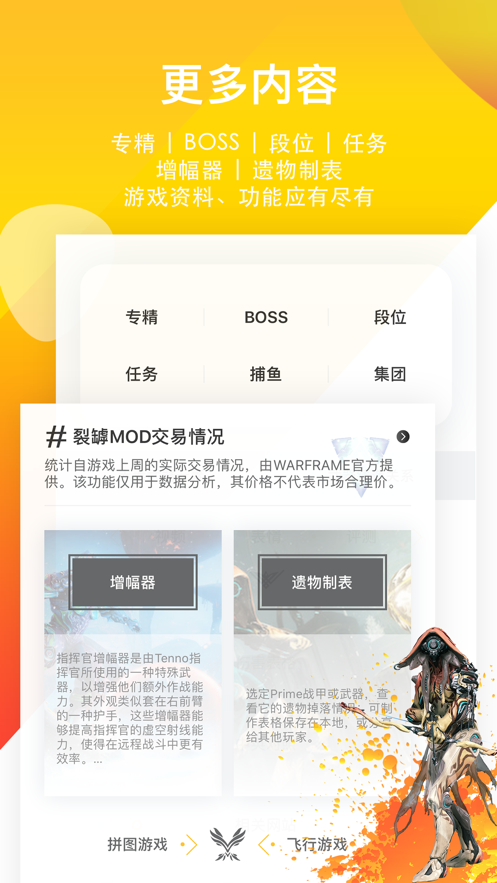 更多内容
专精 | BOSS | 段位 | 任务
增幅器 | 遗物制表
游戏资料、功能应有尽有
专精 BOSS 段位
任务 捕鱼 集团
# 裂罅MOD交易情况
统计自游戏上周的实际交易情况，由WARFRAME官方提
供。该功能仅用于数据分析，其价格不代表市场合理价。
增幅器
指挥官增幅器是由Tenno指
挥官所使用的一种特殊武
器，以增强他们额外作战能
力。其外观类似套在右前臂
的一种护手，这些增幅器能
够提高指挥官的虚空射线能
力，使得在远程战斗中更有
效率。...
遗物制表
选定Prime战甲或武器，查
看它的遗物掉落情况，可制
作表格保存在本地，或分享
给其他玩家。
拼图游戏 飞行游戏